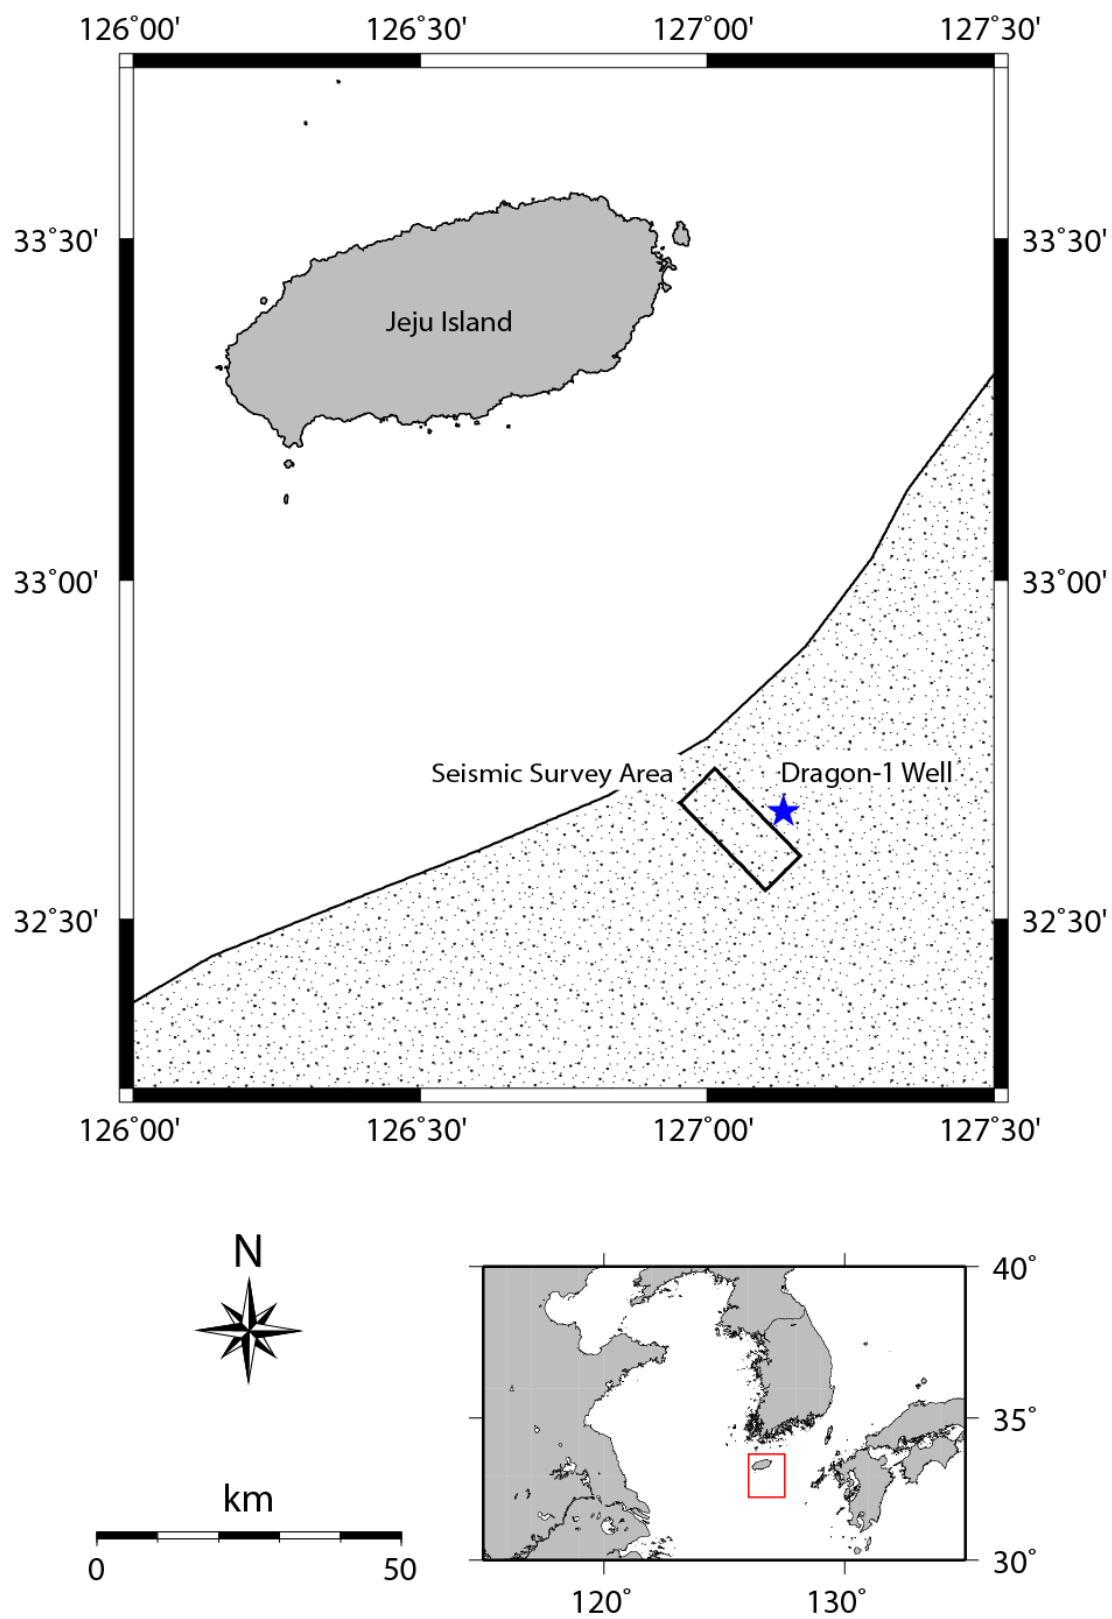 126°00' 126°30' 127°00' 127°30'
33°30' 33°30'
Jeju Island
33°00' 33°00'
Seismic Survey Area Dragon-1 Well
32°30' 32°30'
126°00' 126°30' 127°00' 127°30'
N
40°
35°
km
0 50
30°
120° 130°